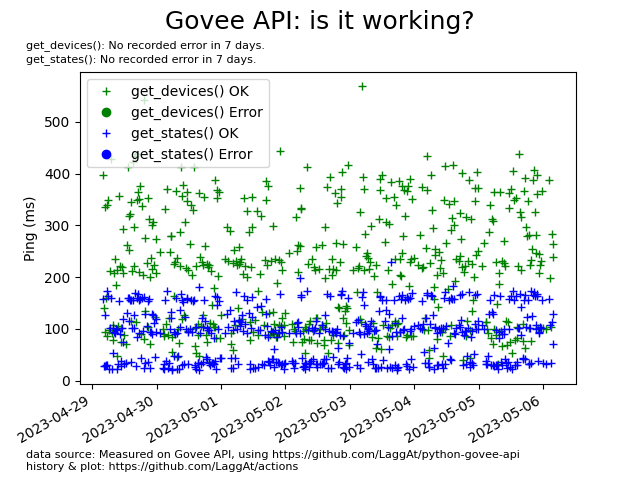 Govee API: is it working?
get_devices(): No recorded error in 7 days.
get_states(): No recorded error in 7 days.
get_devices() OK
get_devices() Error
get_states() OK
get_states() Error
Ping (ms)
500
400
300
200
100
0
2023-04-29
2023-04-30
2023-05-01
2023-05-02
2023-05-03
2023-05-04
2023-05-05
2023-05-06
data source: Measured on Govee API, using https://github.com/LaggAt/python-govee-api
history & plot: https://github.com/LaggAt/actions